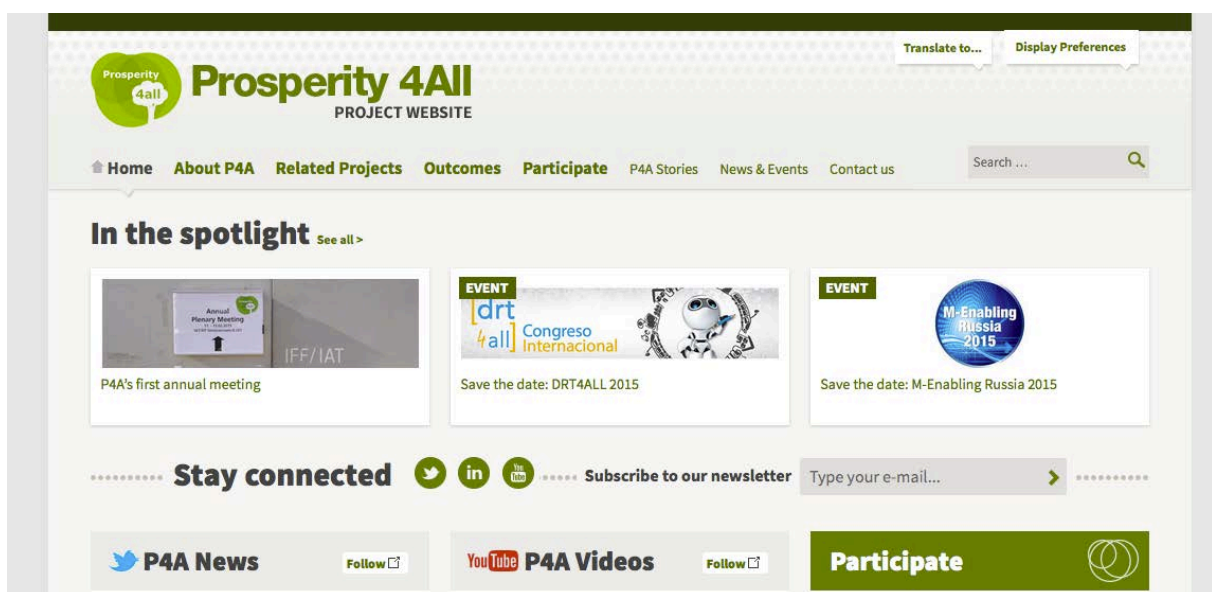 Translate to...
Display Preferences
Prosperity
4all
Prosperity 4All
PROJECT WEBSITE
Home About P4A Related Projects Outcomes Participate P4A Stories News & Events Contact us
Search ...
In the spotlight See all >
Annual
Plenary Meeting
IFF/IAT
P4A's first annual meeting
EVENT
[drt
4all]
Congreso
Internacional
Save the date: DRT4ALL 2015
EVENT
M-Enabling
Russia
2015
Save the date: M-Enabling Russia 2015
Stay connected in You Tube Subscribe to our newsletter Type your e-mail... >
P4A News Follow
YouTube P4A Videos Follow
Participate